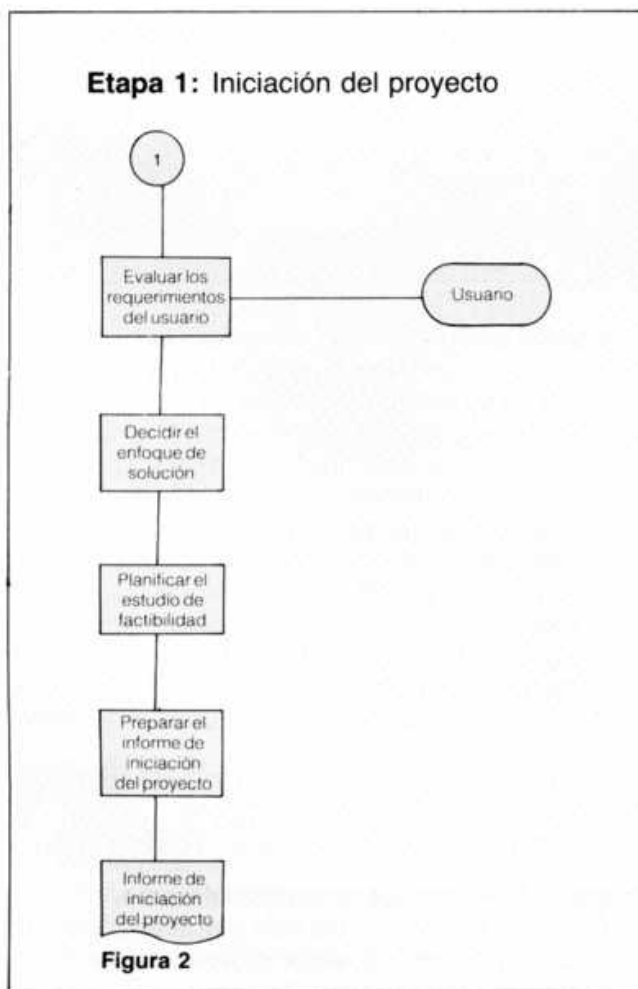 Etapa 1: Iniciación del proyecto
1
Evaluar los
requerimientos
del usuario
Usuario
Decidir el
enfoque de
solución
Planificar el
estudio de
factibilidad
Preparar el
informe de
iniciación
del proyecto
Informe de
iniciación
del proyecto
Figura 2